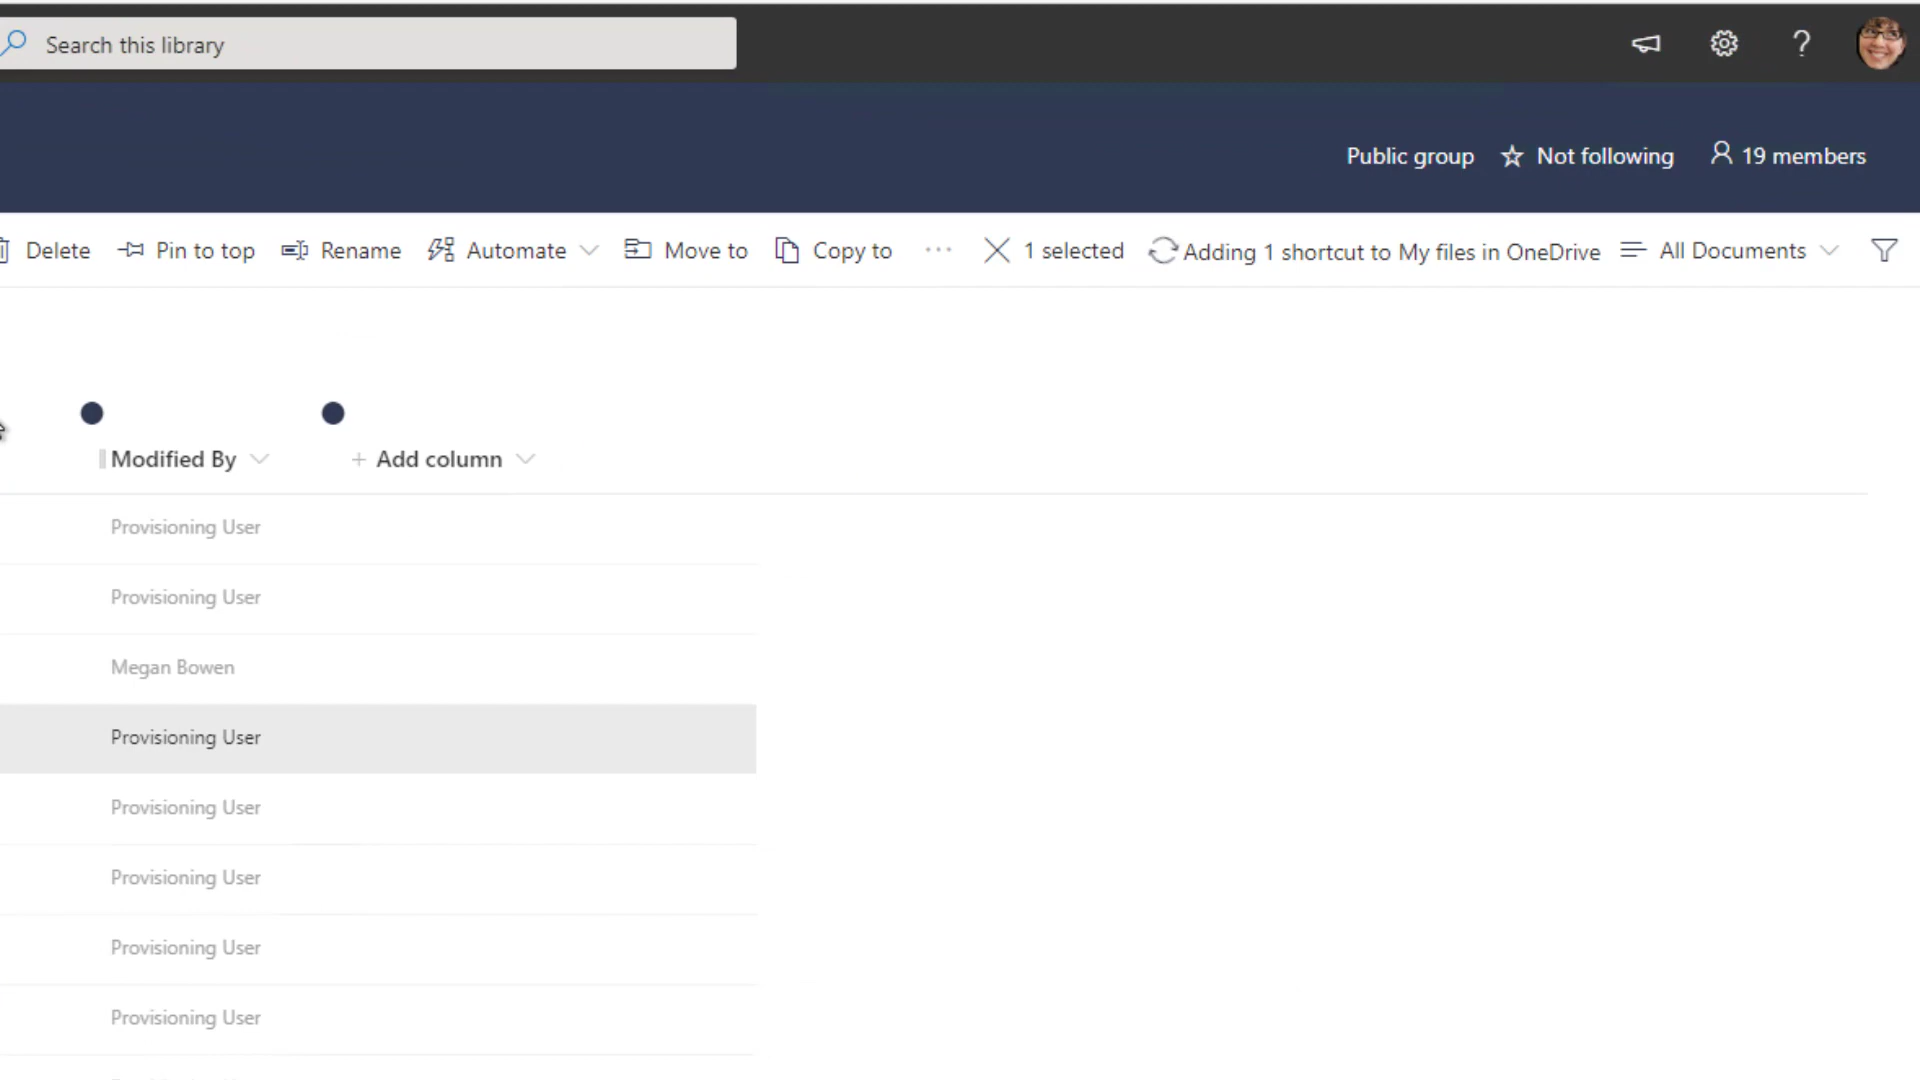 Search this library
Public group Not following 19 members
Delete Pin to top Rename Automate Move to Copy to ... 1 selected Adding 1 shortcut to My files in OneDrive All Documents
Modified By + Add column
Provisioning User
Provisioning User
Megan Bowen
Provisioning User
Provisioning User
Provisioning User
Provisioning User
Provisioning User